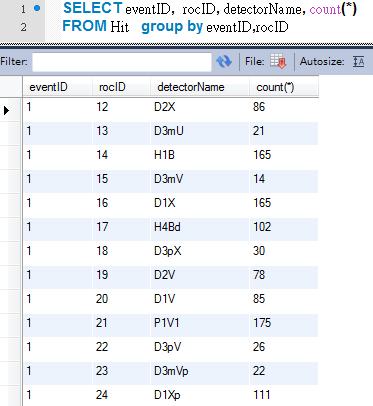 1 SELECT eventID, rocID, detectorName, count(*)
2 FROM Hit group by eventID,rocID
Filter: File: Autosize:
eventID rocID detectorName count(*)
1 12 D2X 86
1 13 D3mU 21
1 14 H1B 165
1 15 D3mV 14
1 16 D1X 165
1 17 H4Bd 102
1 18 D3pX 30
1 19 D2V 78
1 20 D1V 85
1 21 P1V1 175
1 22 D3pV 26
1 23 D3mVp 22
1 24 D1Xp 111